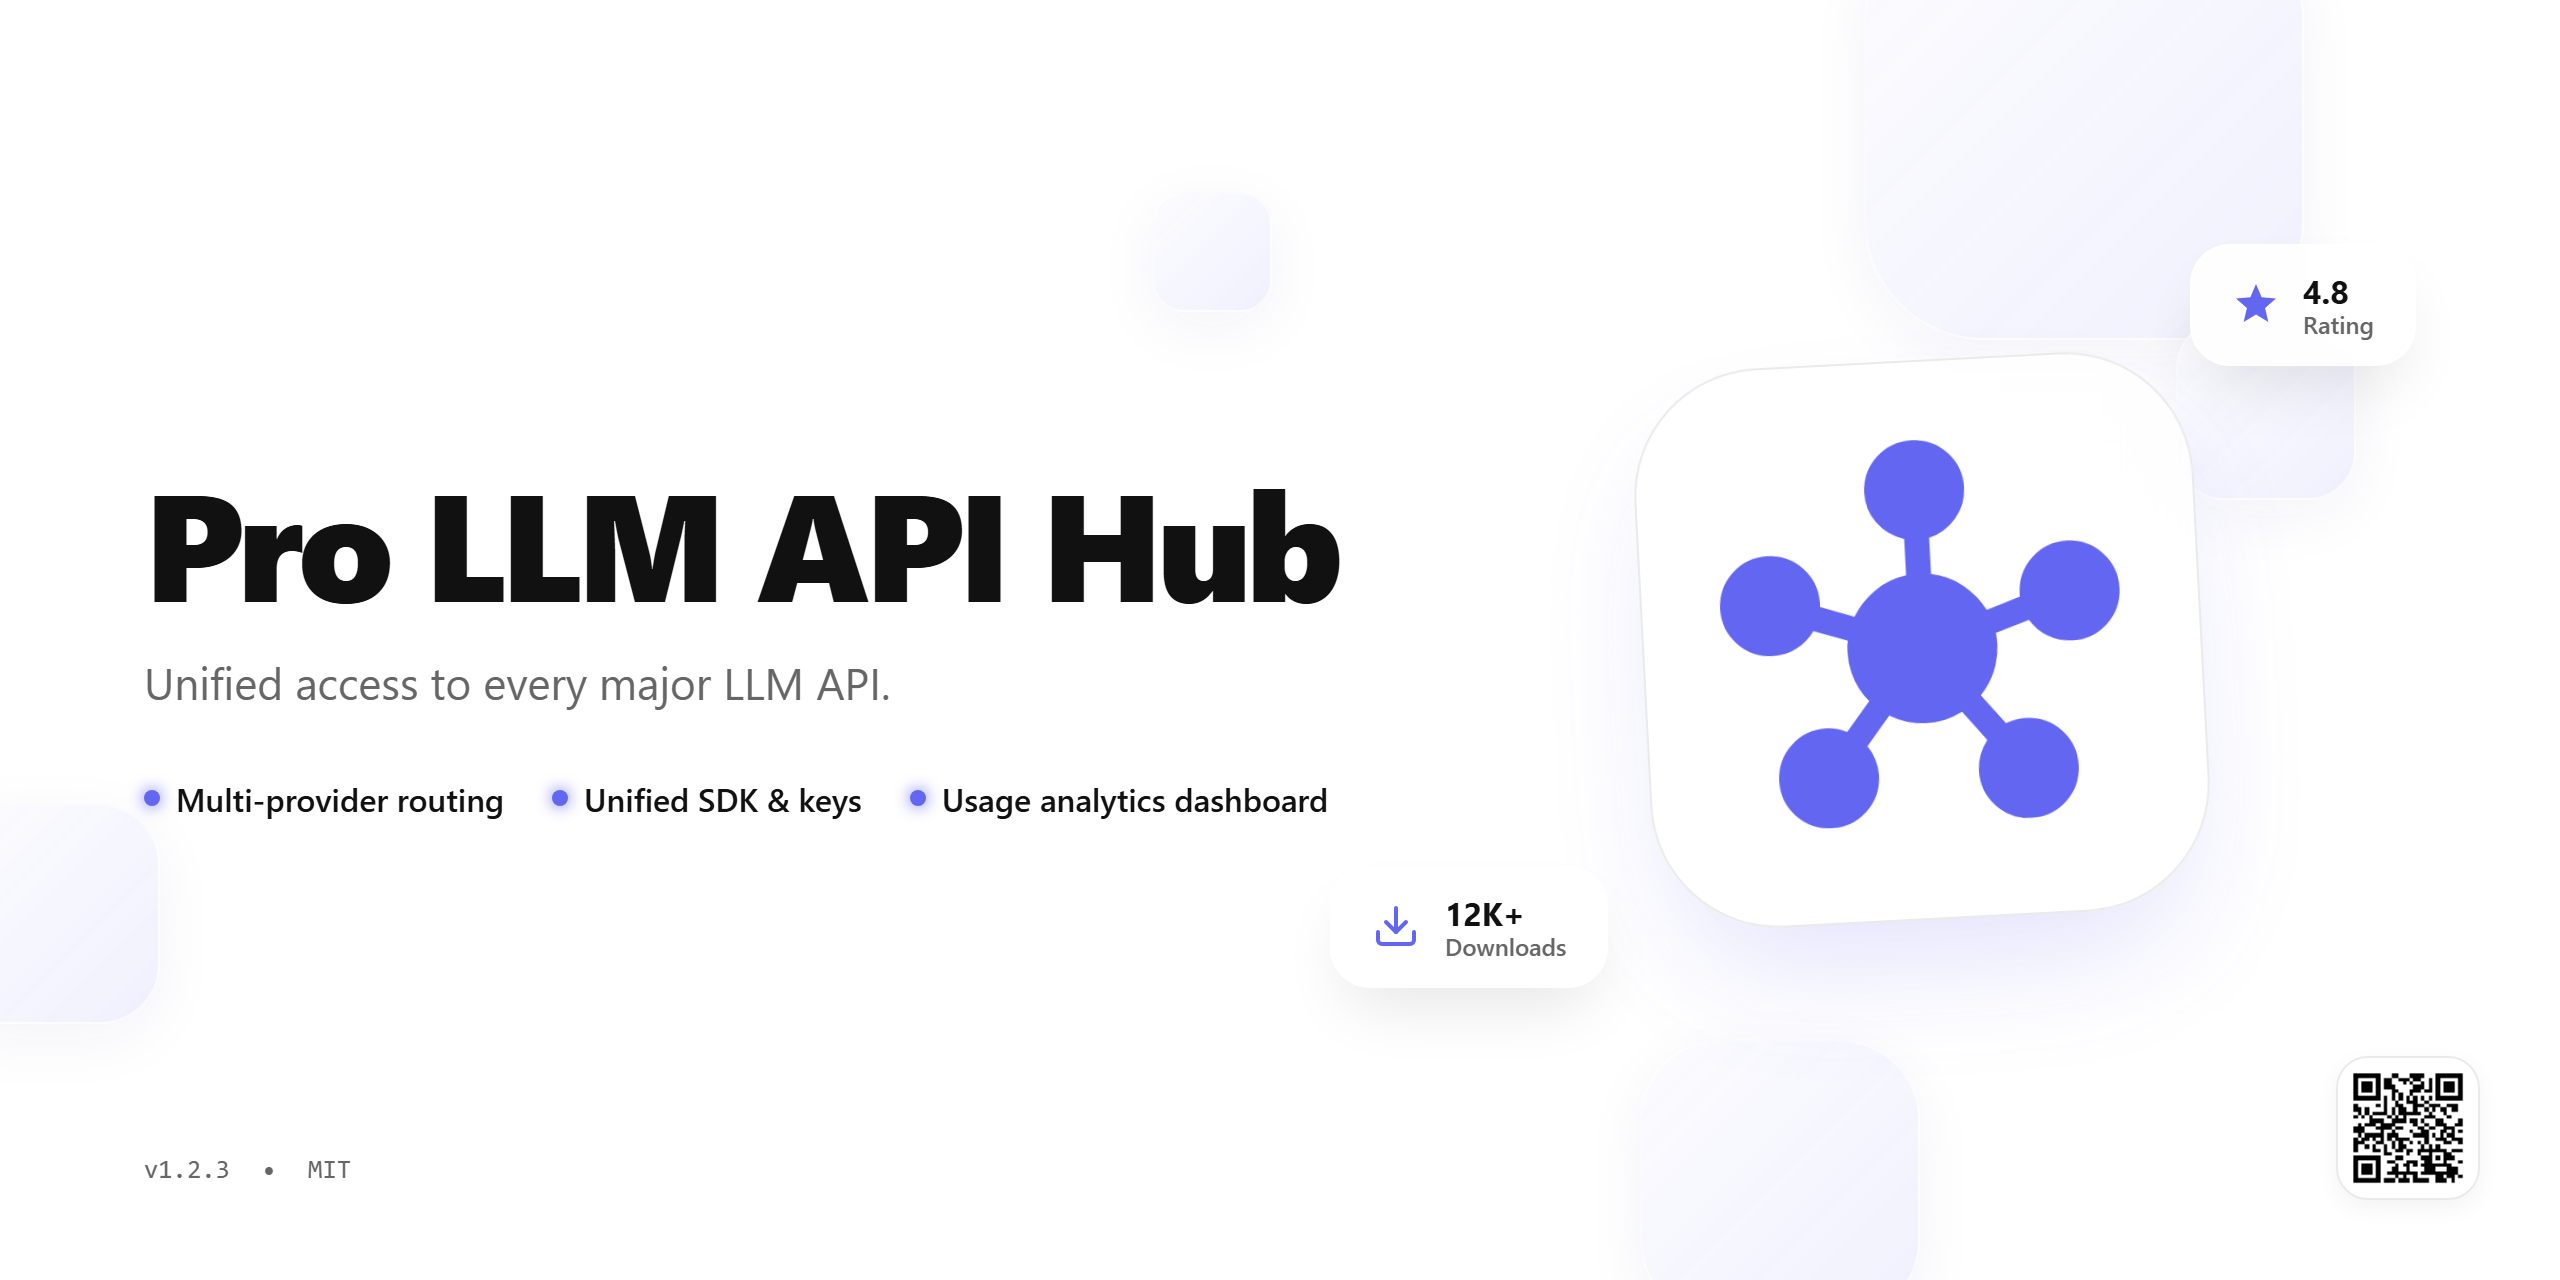 Pro LLM API Hub
Unified access to every major LLM API.
Multi-provider routing
Unified SDK & keys
Usage analytics dashboard
4.8
Rating
12K+
Downloads
v1.2.3 • MIT